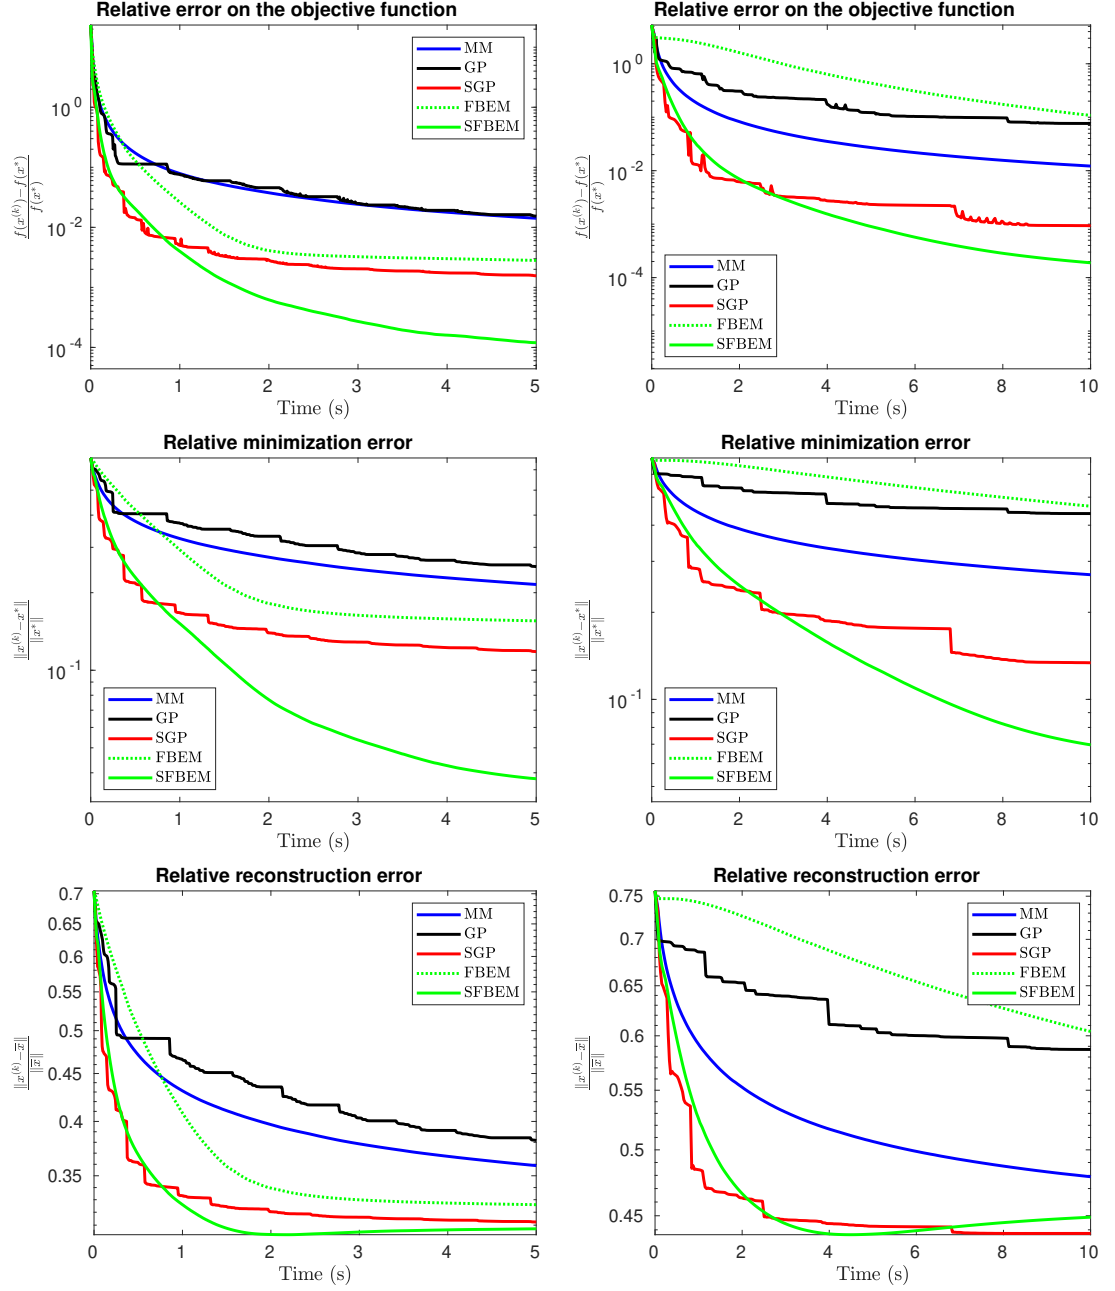 Relative error on the objective function
MM
GP
SGP
FBEM
SFBEM
10^0
10^-2
10^-4
f(x^(k))−f(x*)
f(x*)
0 1 2 3 4 5
Time (s)
Relative error on the objective function
10^0
10^-2
10^-4
f(x^(k))−f(x*)
f(x*)
MM
GP
SGP
FBEM
SFBEM
0 2 4 6 8 10
Time (s)
Relative minimization error
10^-1
‖x^(k)−x*‖
‖x*‖
MM
GP
SGP
FBEM
SFBEM
0 1 2 3 4 5
Time (s)
Relative minimization error
10^-1
‖x^(k)−x*‖
‖x*‖
MM
GP
SGP
FBEM
SFBEM
0 2 4 6 8 10
Time (s)
Relative reconstruction error
0.7
0.65
0.6
0.55
0.5
0.45
0.4
0.35
‖x^(k)−x̅‖
‖x̅‖
MM
GP
SGP
FBEM
SFBEM
0 1 2 3 4 5
Time (s)
Relative reconstruction error
0.75
0.7
0.65
0.6
0.55
0.5
0.45
‖x^(k)−x̅‖
‖x̅‖
MM
GP
SGP
FBEM
SFBEM
0 2 4 6 8 10
Time (s)